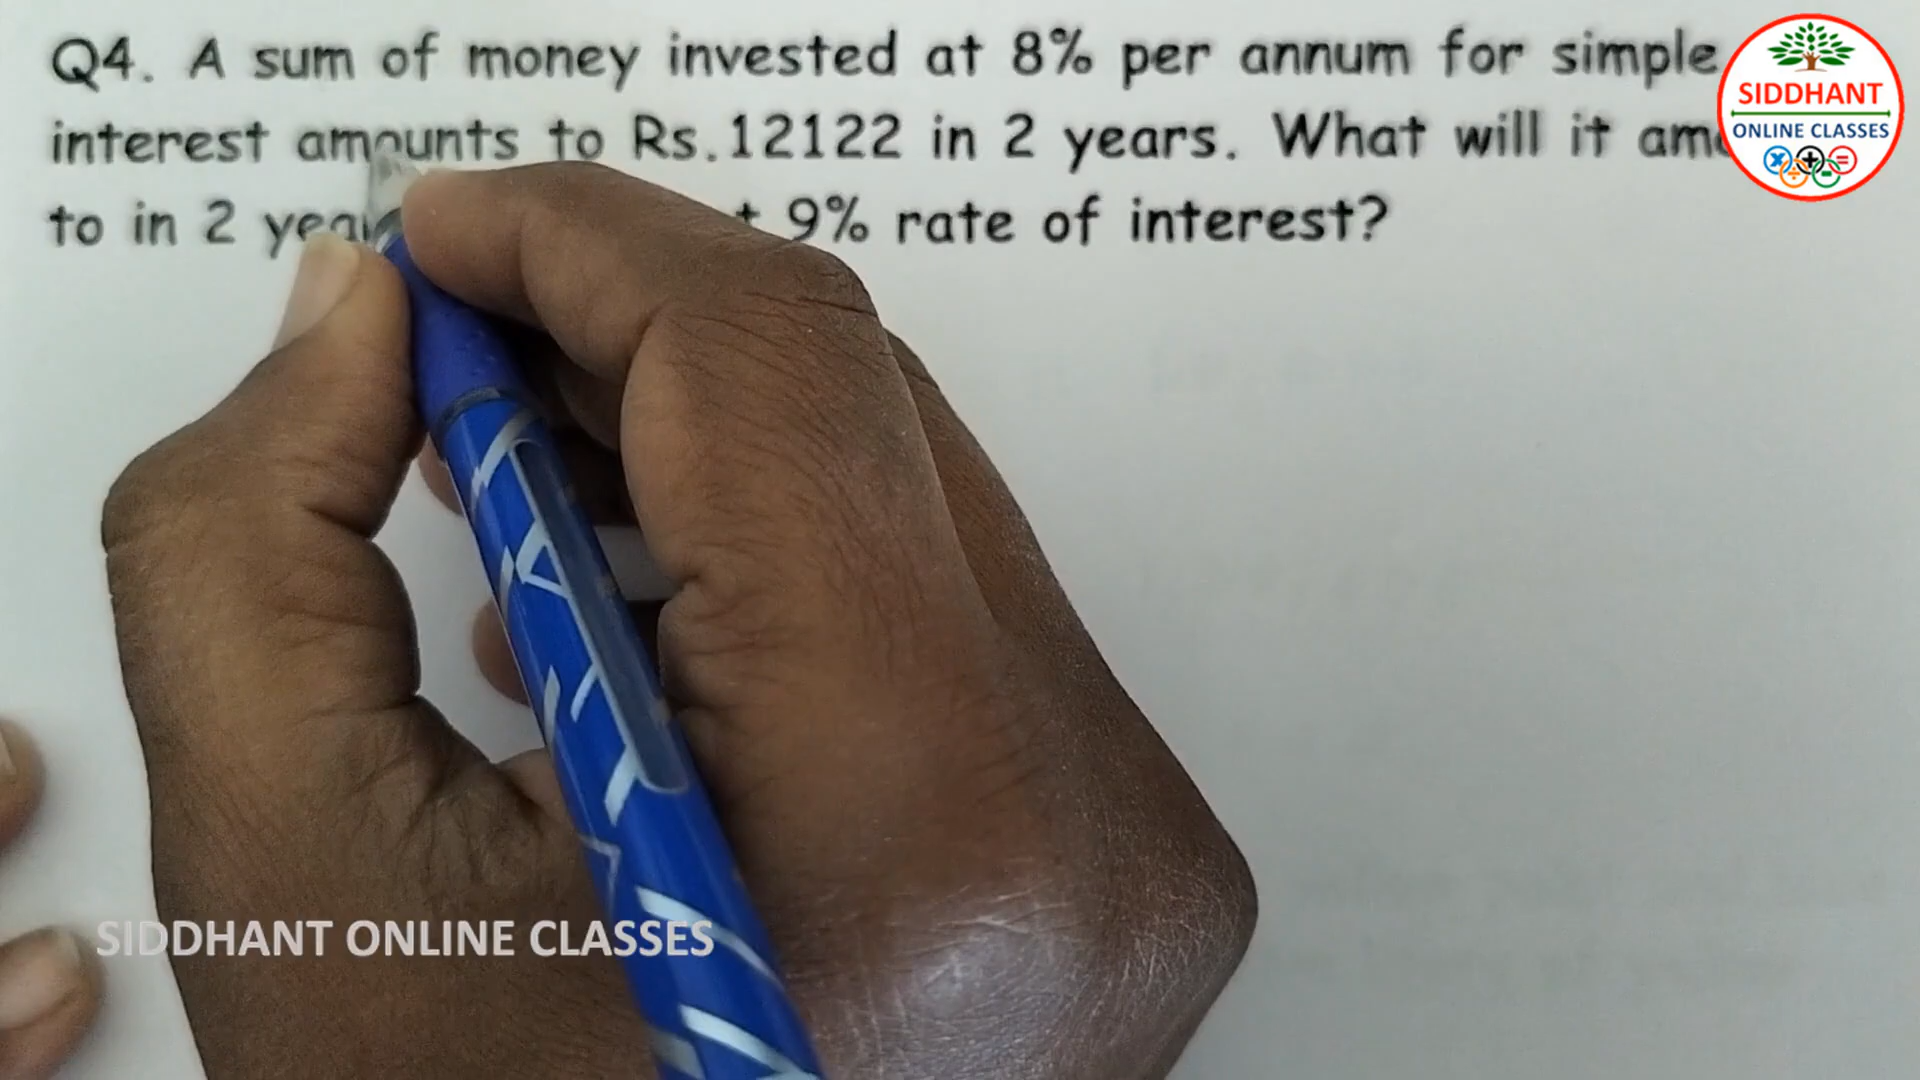 Q4. A sum of money invested at 8% per annum for simple
interest amounts to Rs.12122 in 2 years. What will it
to in 2 9% rate of interest?
SIDDHANT
ONLINE CLASSES
SIDDHANT ONLINE CLASSES